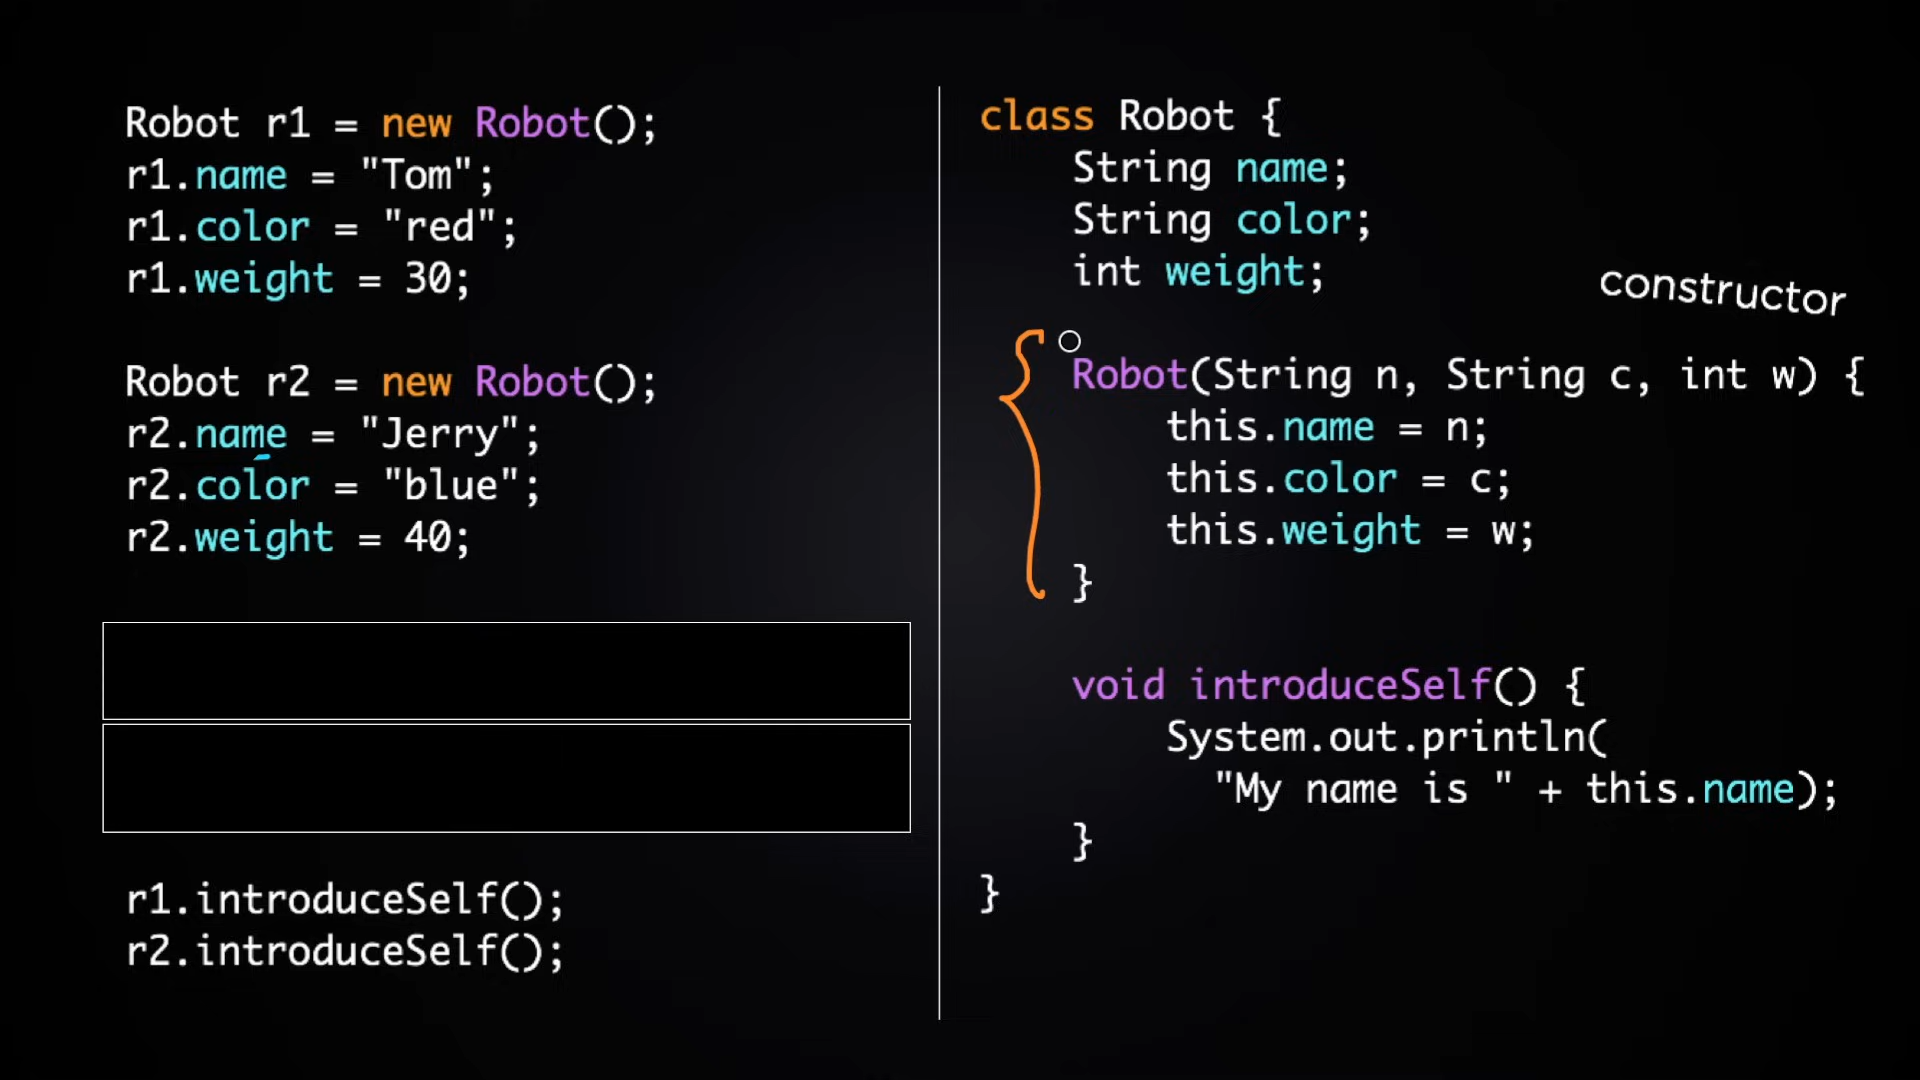 Robot r1 = new Robot();
r1.name = "Tom";
r1.color = "red";
r1.weight = 30;
Robot r2 = new Robot();
r2.name = "Jerry";
r2.color = "blue";
r2.weight = 40;
r1.introduceSelf();
r2.introduceSelf();
class Robot {
String name;
String color;
int weight;
constructor
Robot(String n, String c, int w) {
this.name = n;
this.color = c;
this.weight = w;
}
void introduceSelf() {
System.out.println(
"My name is " + this.name);
}
}